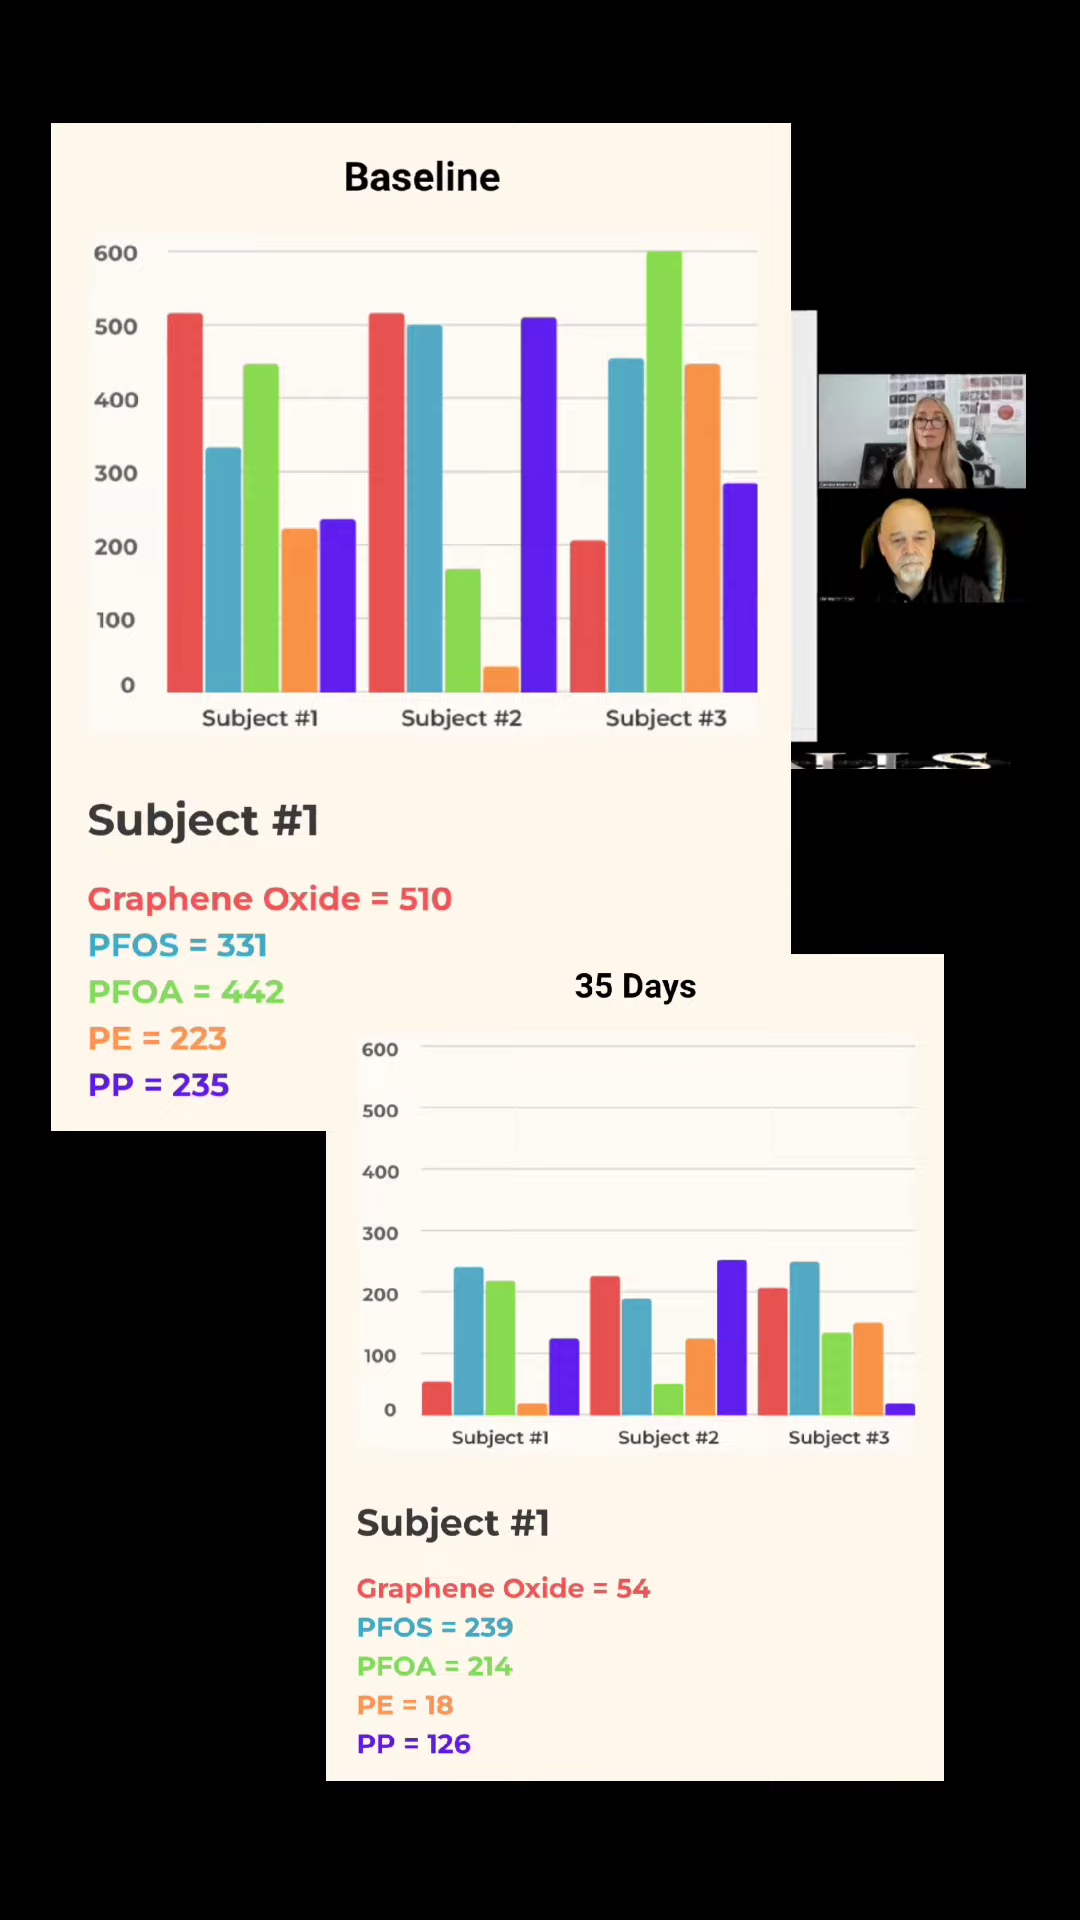 Baseline
600
500
400
300
200
100
0
Subject #1
Subject #2
Subject #3
Subject #1
Graphene Oxide = 510
PFOS = 331
PFOA = 442
PE = 223
PP = 235
35 Days
600
500
400
300
200
100
0
Subject #1
Subject #2
Subject #3
Subject #1
Graphene Oxide = 54
PFOS = 239
PFOA = 214
PE = 18
PP = 126